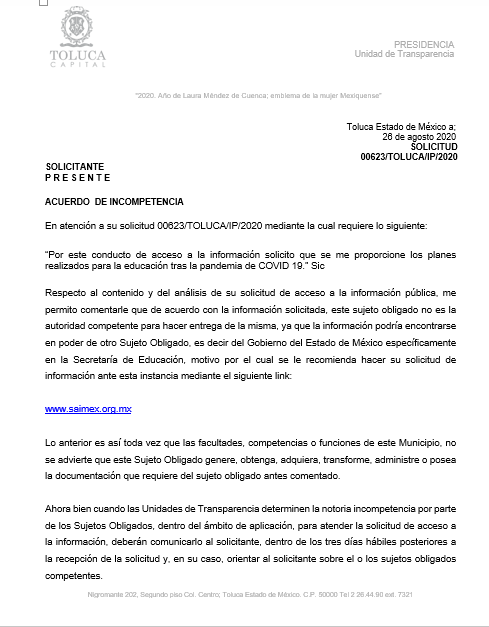 TOLUCA
CAPITAL
PRESIDENCIA
Unidad de Transparencia
"2020. Año de Laura Méndez de Cuenca; emblema de la mujer Mexiquense"
Toluca Estado de México a;
26 de agosto 2020
SOLICITUD
00623/TOLUCA/IP/2020
SOLICITANTE
P R E S E N T E
ACUERDO DE INCOMPETENCIA
En atención a su solicitud 00623/TOLUCA/IP/2020 mediante la cual requiere lo siguiente:
"Por este conducto de acceso a la información solicito que se me proporcione los planes
realizados para la educación tras la pandemia de COVID 19." Sic
Respecto al contenido y del análisis de su solicitud de acceso a la información pública, me
permito comentarle que de acuerdo con la información solicitada, este sujeto obligado no es la
autoridad competente para hacer entrega de la misma, ya que la información podría encontrarse
en poder de otro Sujeto Obligado, es decir del Gobierno del Estado de México específicamente
en la Secretaría de Educación, motivo por el cual se le recomienda hacer su solicitud de
información ante esta instancia mediante el siguiente link:
www.saimex.org.mx
Lo anterior es así toda vez que las facultades, competencias o funciones de este Municipio, no
se advierte que este Sujeto Obligado genere, obtenga, adquiera, transforme, administre o posea
la documentación que requiere del sujeto obligado antes comentado.
Ahora bien cuando las Unidades de Transparencia determinen la notoria incompetencia por parte
de los Sujetos Obligados, dentro del ámbito de aplicación, para atender la solicitud de acceso a
la información, deberán comunicarlo al solicitante, dentro de los tres días hábiles posteriores a
la recepción de la solicitud y, en su caso, orientar al solicitante sobre el o los sujetos obligados
competentes.
Nigromante 202, Segundo piso Col. Centro; Toluca Estado de México. C.P. 50000 Tel 2 26.44.90 ext. 7321